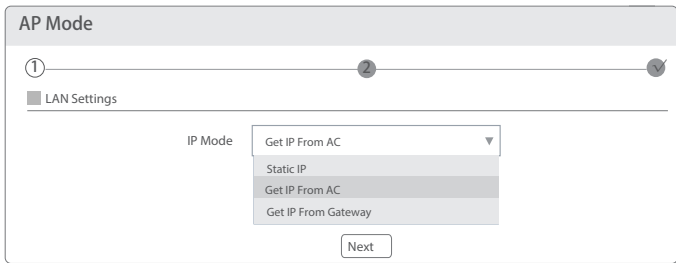 AP Mode
1
2
LAN Settings
IP Mode
Get IP From AC
Static IP
Get IP From AC
Get IP From Gateway
Next